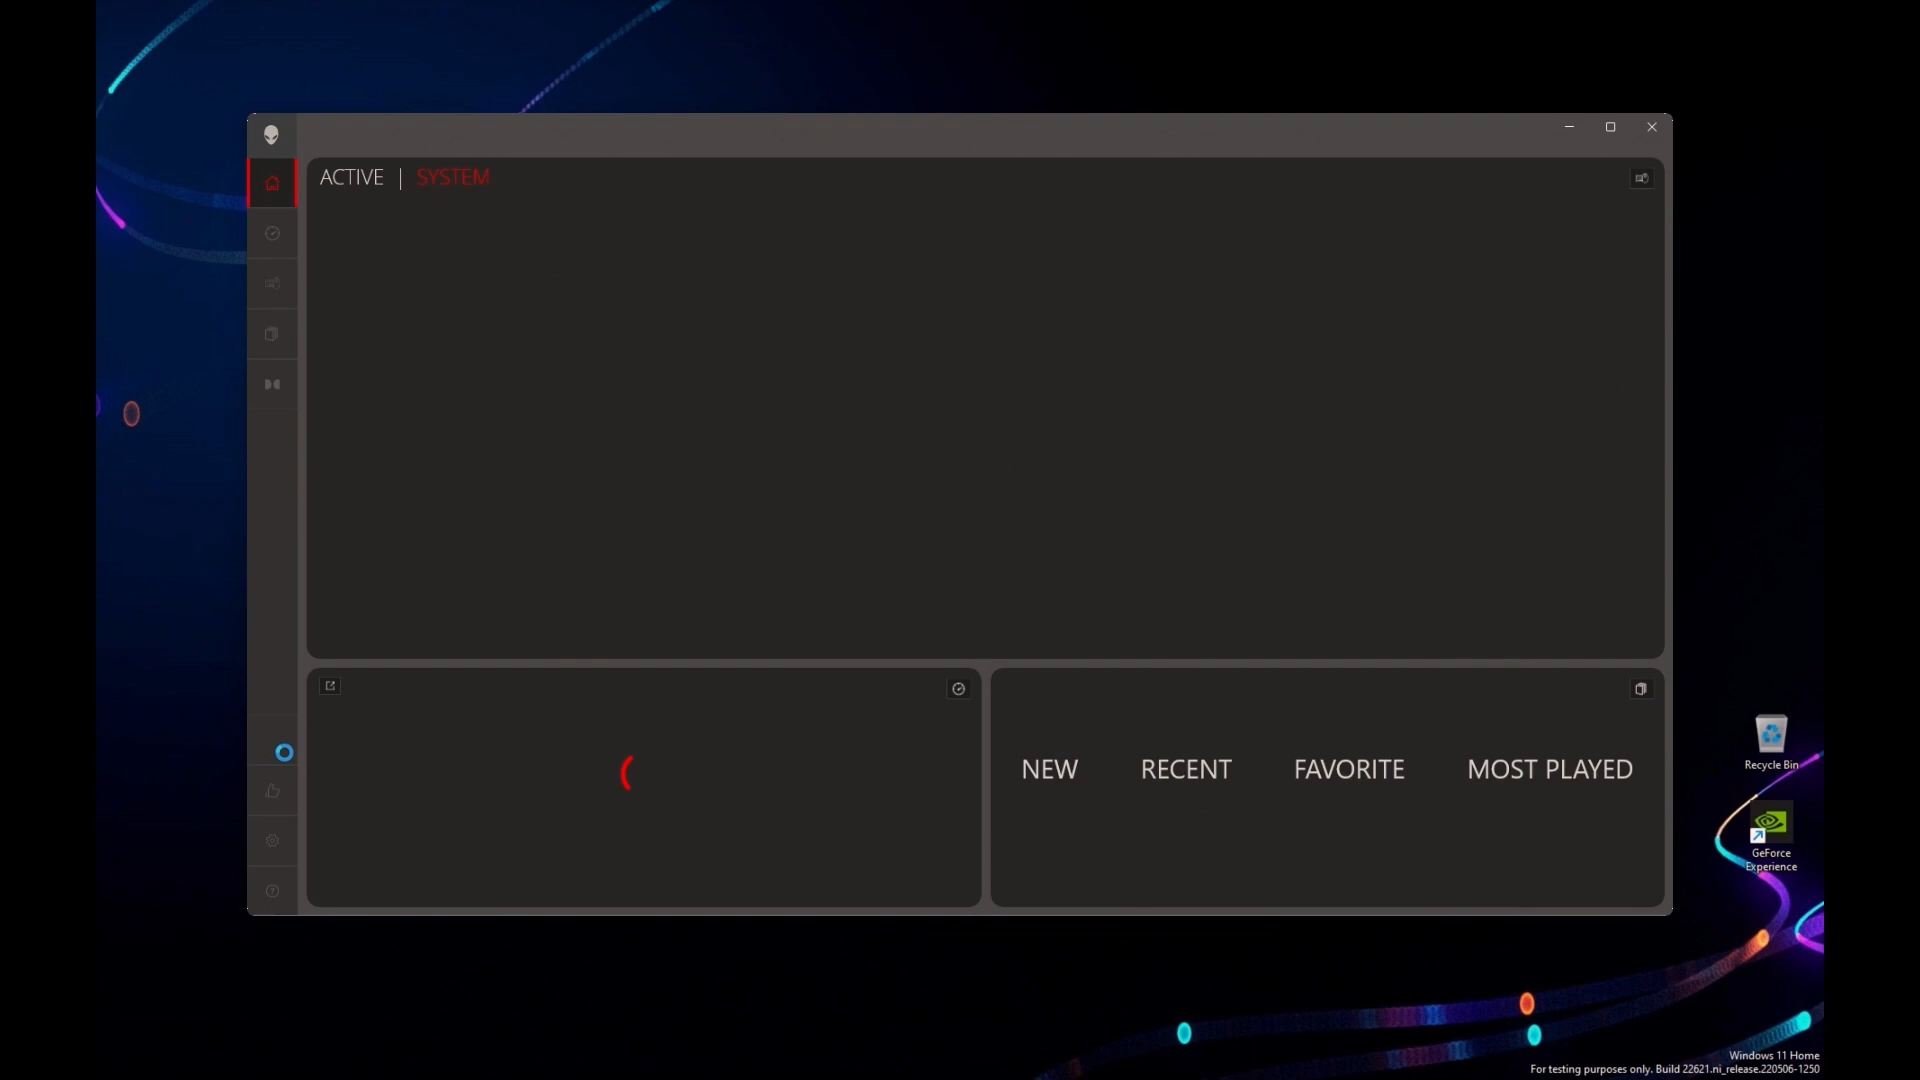 ACTIVE | SYSTEM
NEW RECENT FAVORITE MOST PLAYED
Recycle Bin
GeForce
Experience
Windows 11 Home
For testing purposes only. Build 22621.ni_release.220506-1250